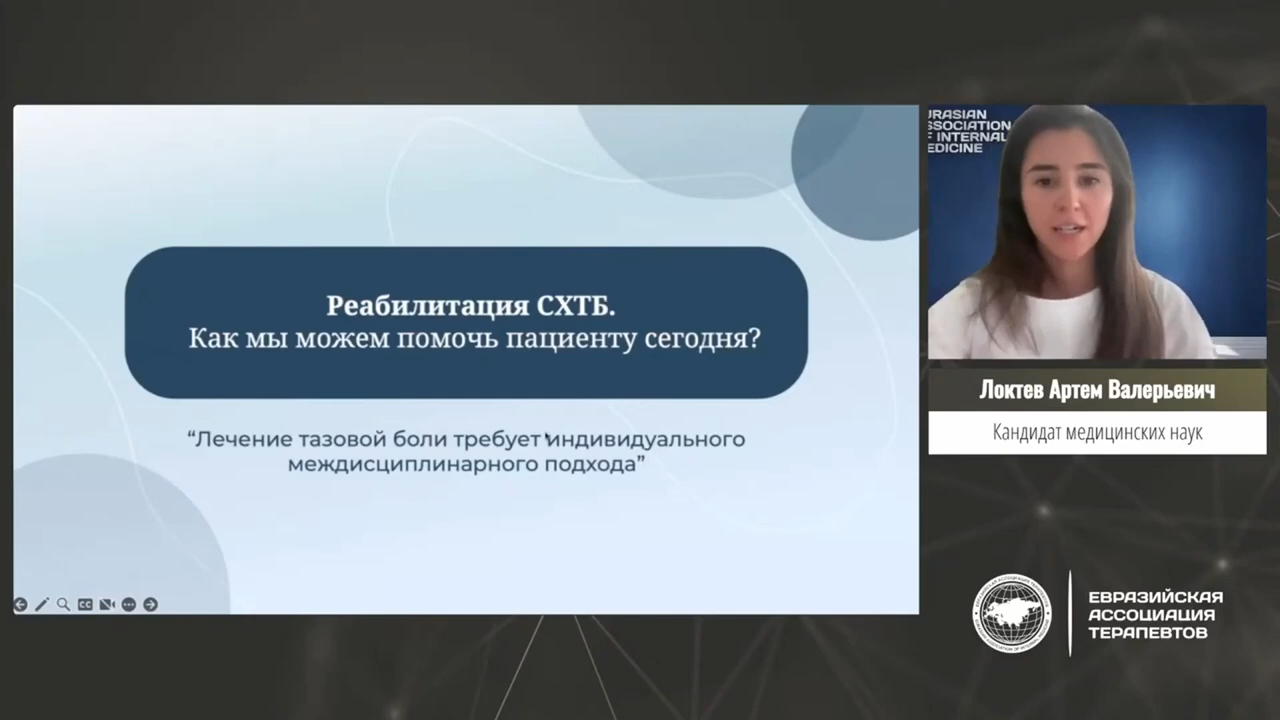 Реабилитация СХТБ.
Как мы можем помочь пациенту сегодня?
“Лечение тазовой боли требует индивидуального
междисциплинарного подхода”
URASIAN
SSOCIATION
F INTERNAL
EDICINE
Локтев Артем Валерьевич
Кандидат медицинских наук
ЕВРАЗИЙСКАЯ
АССОЦИАЦИЯ
ТЕРАПЕВТОВ